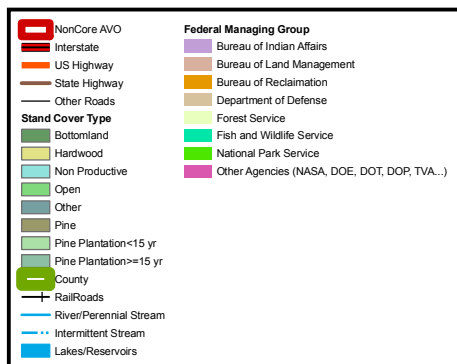 NonCore AVO
Interstate
US Highway
State Highway
Other Roads
Stand Cover Type
Bottomland
Hardwood
Non Productive
Open
Other
Pine
Pine Plantation<15 yr
Pine Plantation>=15 yr
County
RailRoads
River/Perennial Stream
Intermittent Stream
Lakes/Reservoirs
Federal Managing Group
Bureau of Indian Affairs
Bureau of Land Management
Bureau of Reclaimation
Department of Defense
Forest Service
Fish and Wildlife Service
National Park Service
Other Agencies (NASA, DOE, DOT, DOP, TVA...)